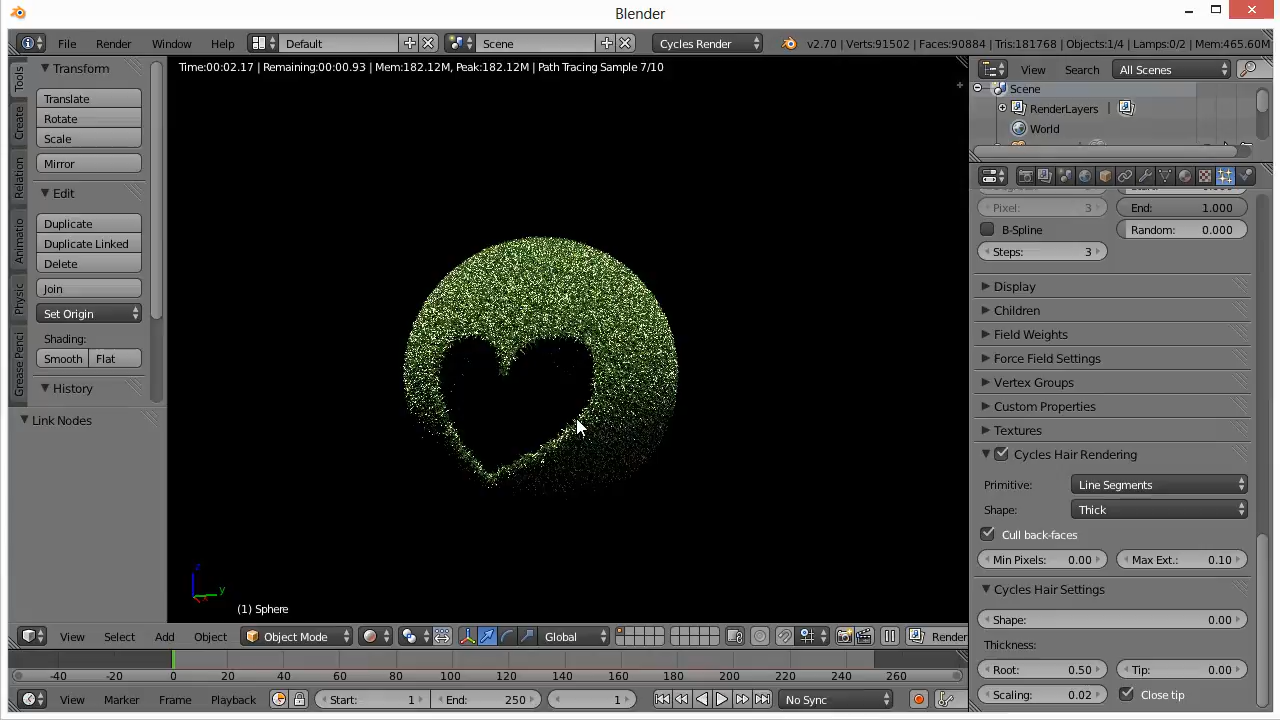 Blender
File Render Window Help Default Scene Cycles Render v2.70 | Verts:91502 | Faces:90884 | Tris:181768 | Objects:1/4 | Lamps:0/2 | Mem:465.60M
Time:00:02.17 | Remaining:00:00.93 | Mem:182.12M, Peak:182.12M | Path Tracing Sample 7/10
View Search All Scenes
Scene
RenderLayers |
World
Tools
Create
Relation
Animatio
Physic
Grease Penci
Transform
Translate
Rotate
Scale
Mirror
Edit
Duplicate
Duplicate Linked
Delete
Join
Set Origin
Shading:
Smooth Flat
History
Link Nodes
Pixel: 3 End: 1.000
B-Spline Random: 0.000
Steps: 3
Display
Children
Field Weights
Force Field Settings
Vertex Groups
Custom Properties
Textures
Cycles Hair Rendering
Primitive: Line Segments
Shape: Thick
Cull back-faces
Min Pixels: 0.00 Max Ext.: 0.10
Cycles Hair Settings
Shape: 0.00
Thickness:
Root: 0.50 Tip: 0.00
Scaling: 0.02 Close tip
z
y
(1) Sphere
View Select Add Object Object Mode Global Render
-40 -20 0 20 40 60 80 100 120 140 160 180 200 220 240 260
View Marker Frame Playback Start: 1 End: 250 1 No Sync